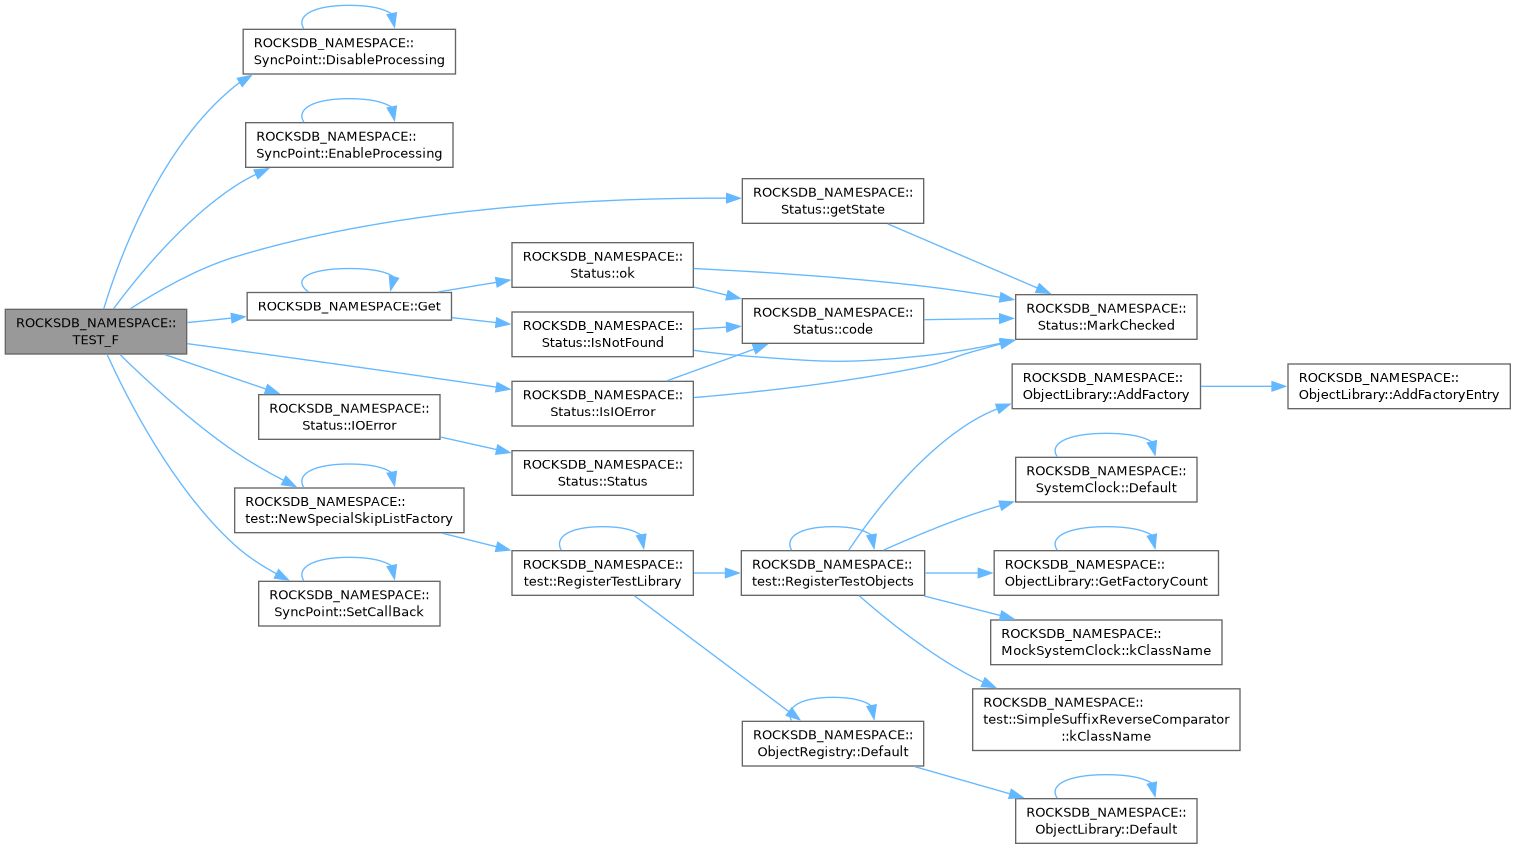 ROCKSDB_NAMESPACE::
TEST_F
ROCKSDB_NAMESPACE::
SyncPoint::DisableProcessing
ROCKSDB_NAMESPACE::
SyncPoint::EnableProcessing
ROCKSDB_NAMESPACE::Get
ROCKSDB_NAMESPACE::
Status::IOError
ROCKSDB_NAMESPACE::
test::NewSpecialSkipListFactory
ROCKSDB_NAMESPACE::
SyncPoint::SetCallBack
ROCKSDB_NAMESPACE::
Status::ok
ROCKSDB_NAMESPACE::
Status::IsNotFound
ROCKSDB_NAMESPACE::
Status::IsIOError
ROCKSDB_NAMESPACE::
Status::Status
ROCKSDB_NAMESPACE::
test::RegisterTestLibrary
ROCKSDB_NAMESPACE::
Status::getState
ROCKSDB_NAMESPACE::
Status::code
ROCKSDB_NAMESPACE::
test::RegisterTestObjects
ROCKSDB_NAMESPACE::
ObjectRegistry::Default
ROCKSDB_NAMESPACE::
Status::MarkChecked
ROCKSDB_NAMESPACE::
ObjectLibrary::AddFactory
ROCKSDB_NAMESPACE::
SystemClock::Default
ROCKSDB_NAMESPACE::
ObjectLibrary::GetFactoryCount
ROCKSDB_NAMESPACE::
MockSystemClock::kClassName
ROCKSDB_NAMESPACE::
test::SimpleSuffixReverseComparator
::kClassName
ROCKSDB_NAMESPACE::
ObjectLibrary::Default
ROCKSDB_NAMESPACE::
ObjectLibrary::AddFactoryEntry